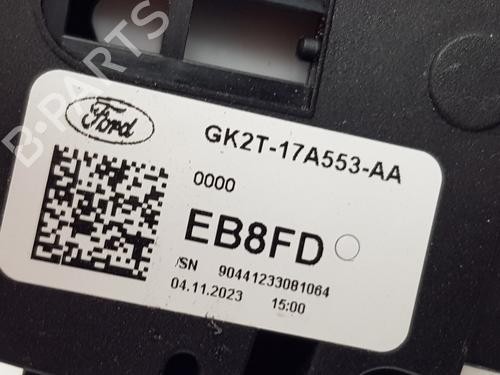 B-PARTS
Ford
GK2T-17A553-AA
0000
EB8FD
/SN 90441233081064
04.11.2023 15:00